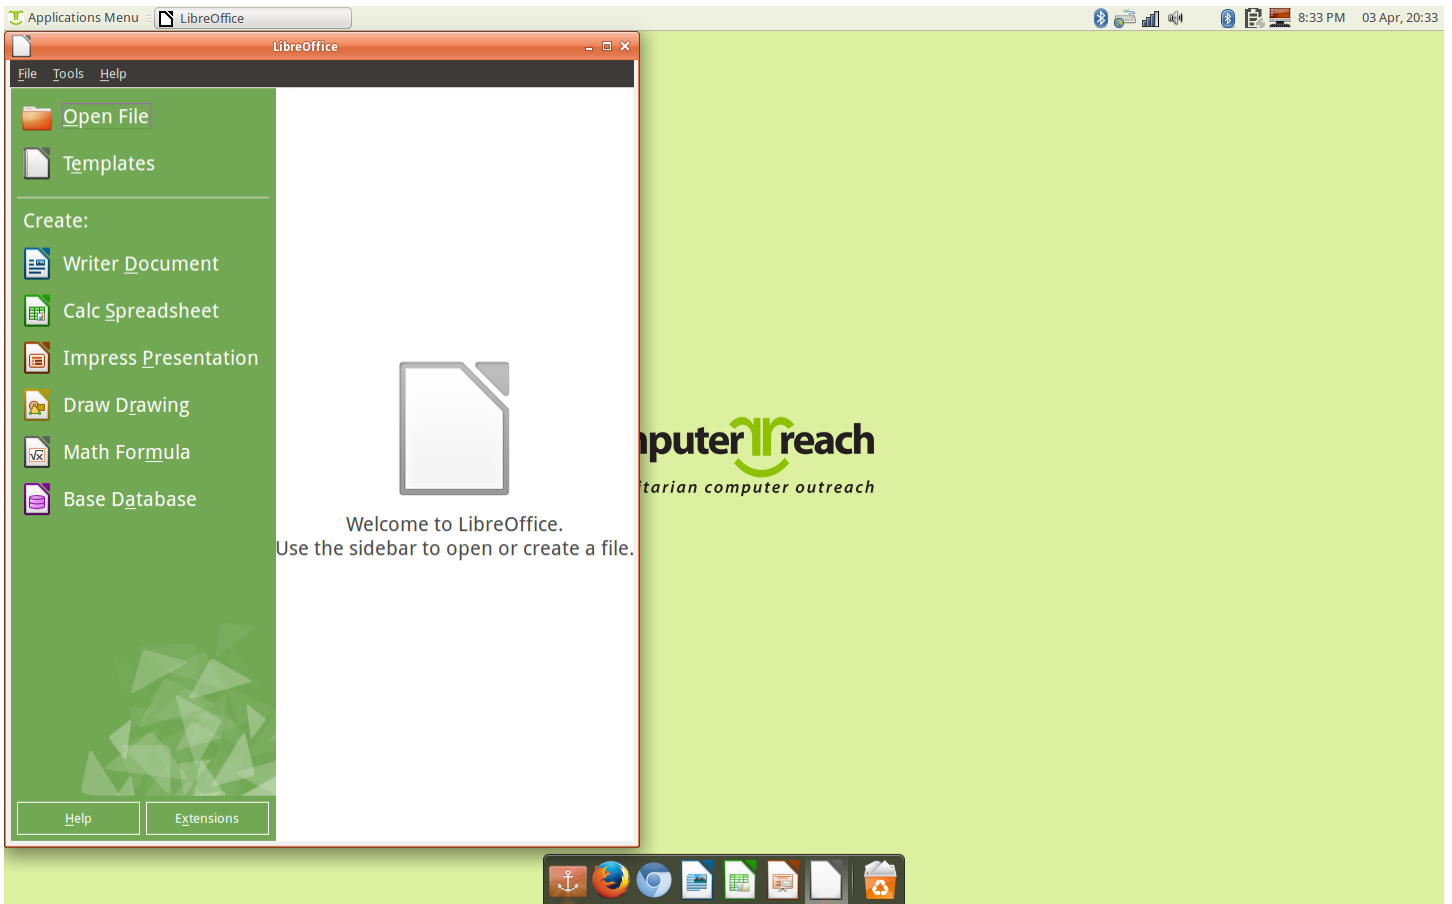 Applications Menu
LibreOffice
8:33 PM
03 Apr, 20:33
LibreOffice
File Tools Help
Open File
Templates
Create:
Writer Document
Calc Spreadsheet
Impress Presentation
Draw Drawing
Math Formula
Base Database
Welcome to LibreOffice.
Use the sidebar to open or create a file.
Help
Extensions
mputer reach
itarian computer outreach